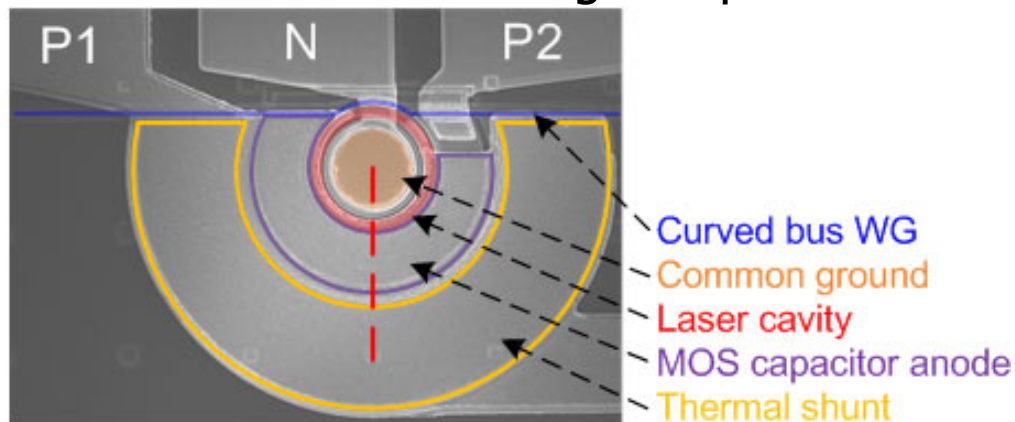 P1 N P2
Curved bus WG
Common ground
Laser cavity
MOS capacitor anode
Thermal shunt